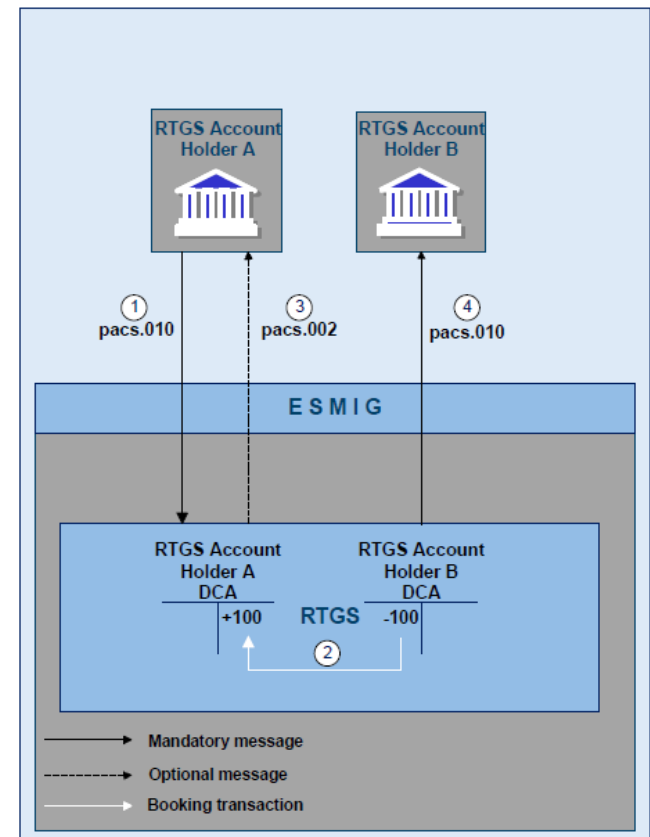 RTGS Account
Holder A
RTGS Account
Holder B
1
pacs.010
3
pacs.002
4
pacs.010
ESMIG
RTGS Account
Holder A
DCA
RTGS Account
Holder B
DCA
+100
RTGS
-100
2
Mandatory message
Optional message
Booking transaction